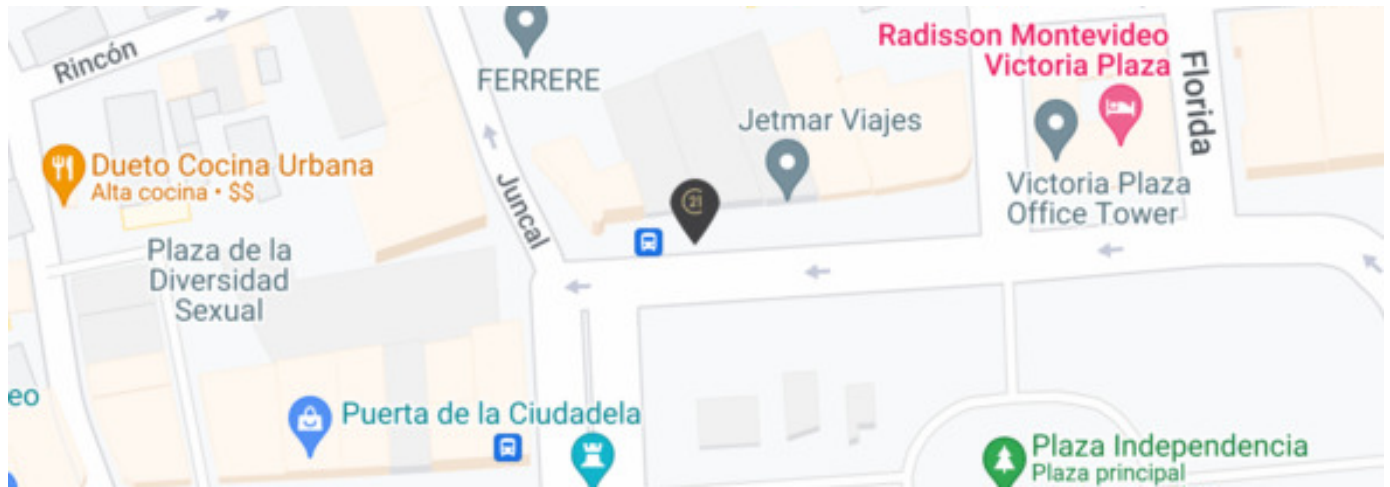 Rincón
FERRERE
Radisson Montevideo
Victoria Plaza
Florida
Jetmar Viajes
Dueto Cocina Urbana
Alta cocina • $$
Juncal
21
Victoria Plaza
Office Tower
Plaza de la
Diversidad
Sexual
eo
Puerta de la Ciudadela
Plaza Independencia
Plaza principal